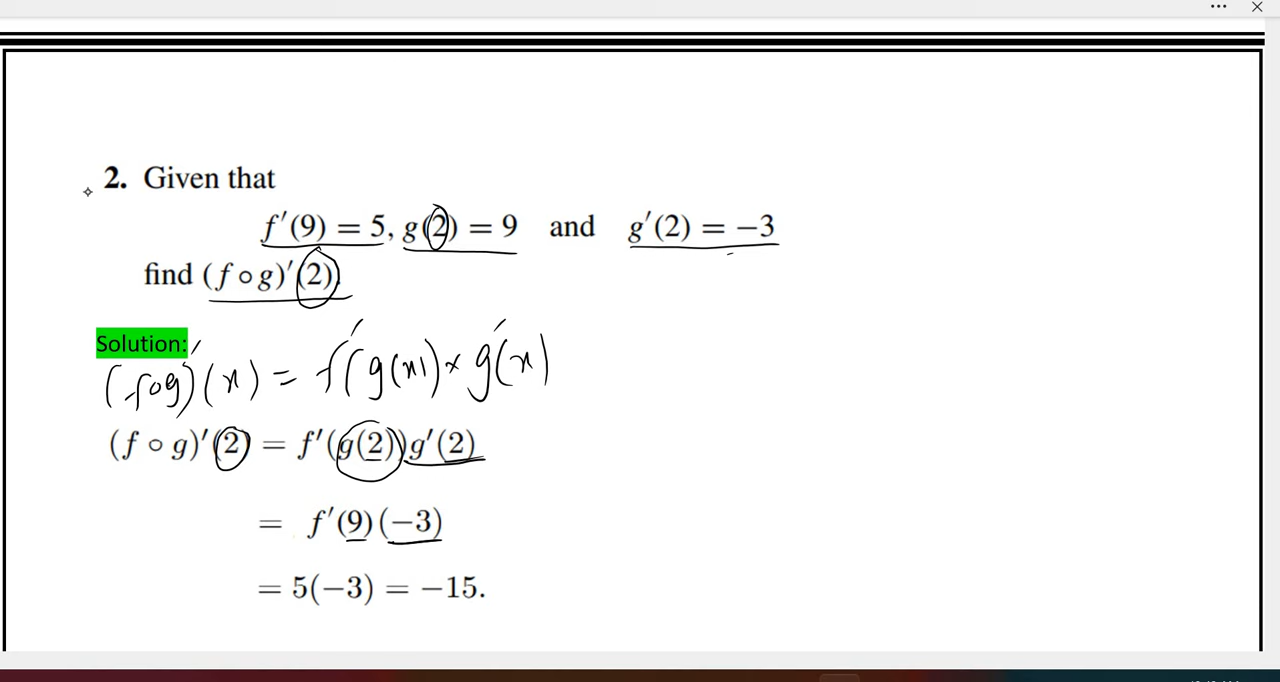 2. Given that
f′(9) = 5, g(2) = 9 and g′(2) = −3
find (f ∘ g)′(2).
Solution:
(fog)′(x) = f′(g(x)) × g′(x)
(f ∘ g)′(2) = f′(g(2))g′(2)
= f′(9)(−3)
= 5(−3) = −15.